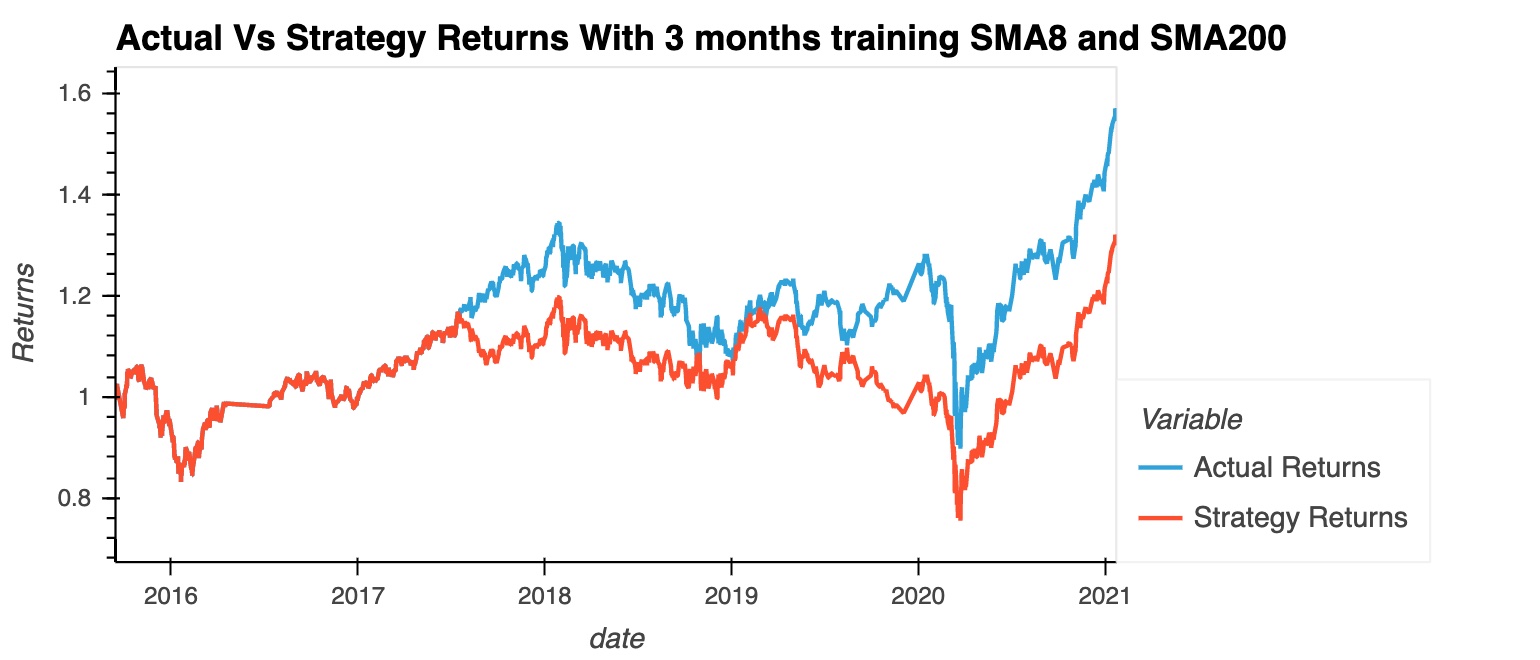 Actual Vs Strategy Returns With 3 months training SMA8 and SMA200
1.6
1.4
1.2
1
0.8
Returns
2016 2017 2018 2019 2020 2021
date
Variable
Actual Returns
Strategy Returns